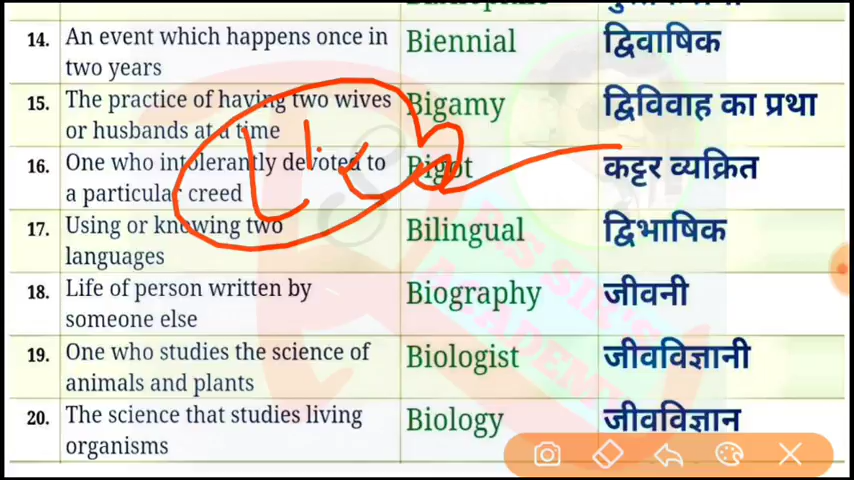 14. An event which happens once in two years Biennial द्विवाषिक
15. The practice of having two wives or husbands at a time Bigamy द्विविवाह का प्रथा
16. One who intolerantly devoted to a particular creed Bigot कट्टर व्यक्रित
17. Using or knowing two languages Bilingual द्विभाषिक
18. Life of person written by someone else Biography जीवनी
19. One who studies the science of animals and plants Biologist जीवविज्ञानी
20. The science that studies living organisms Biology जीवविज्ञान